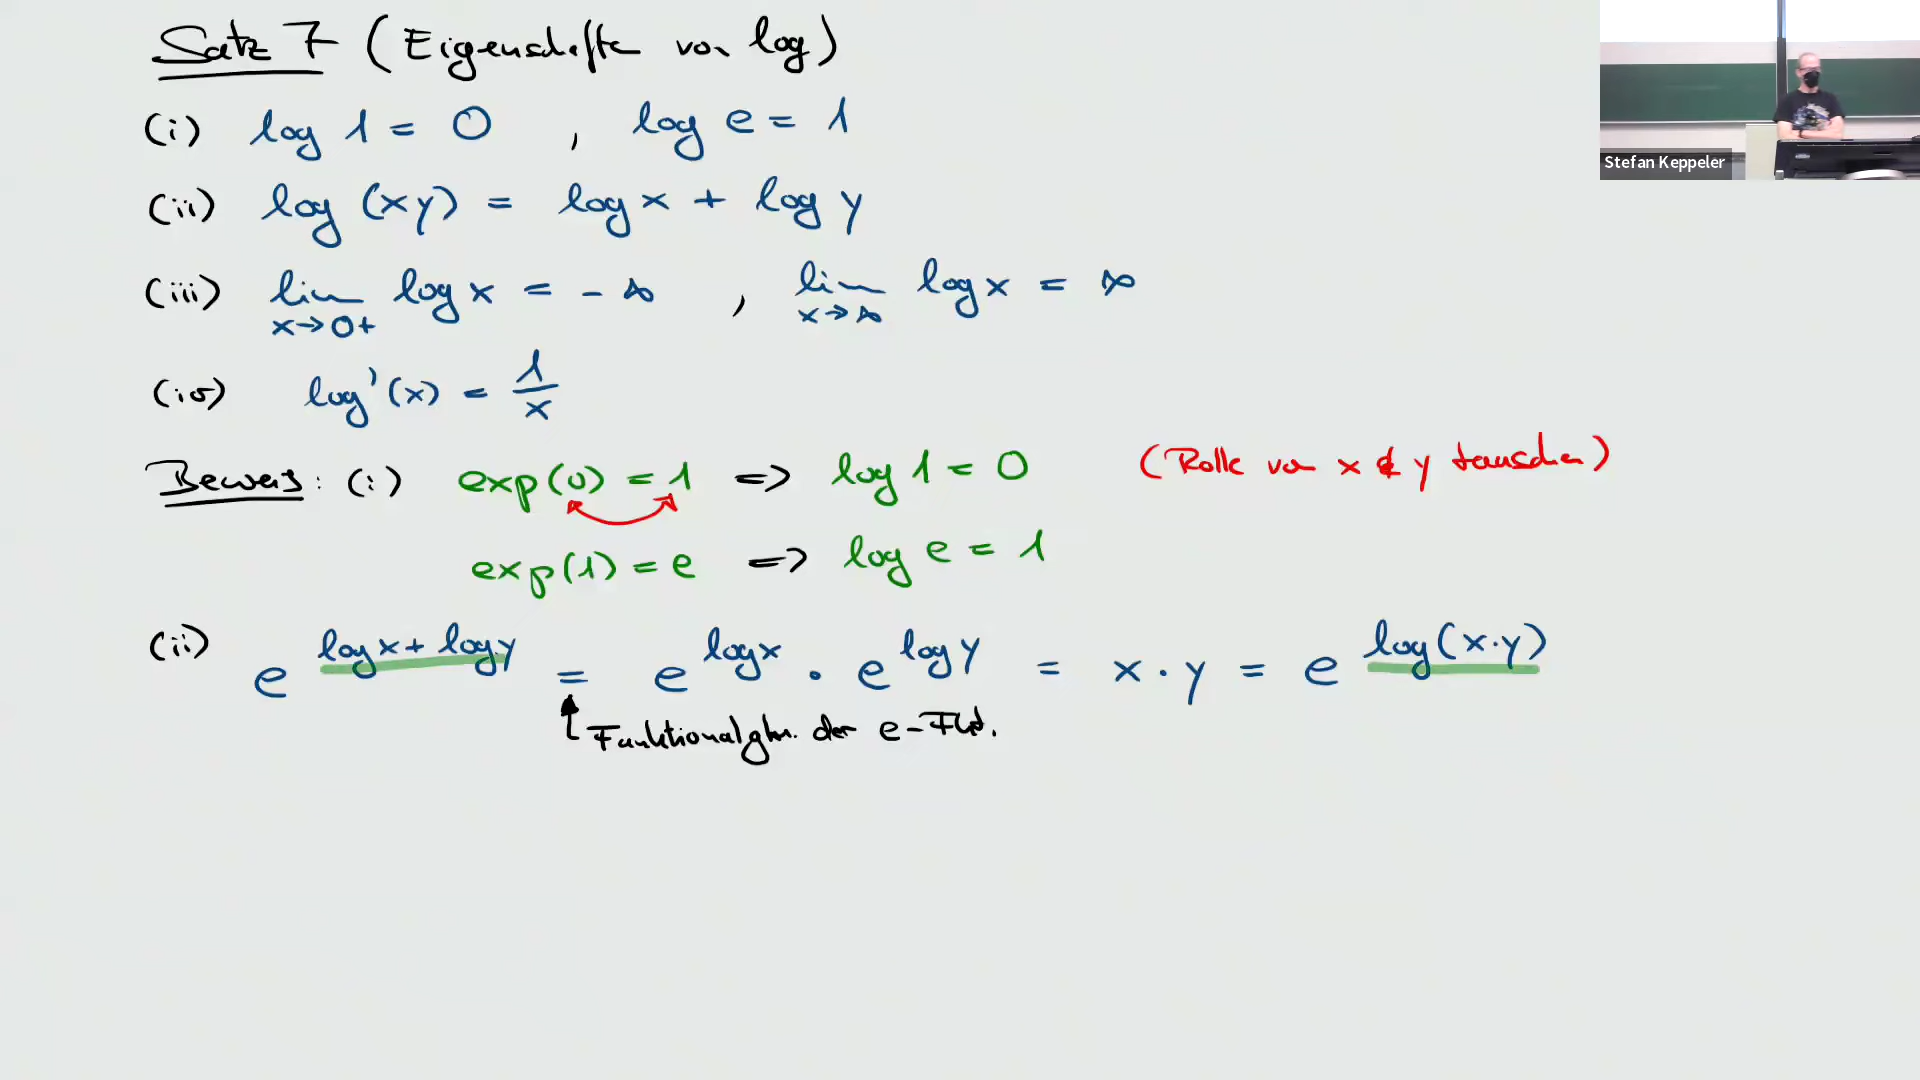 Satz 7 (Eigenschaften von log)
(i) log 1 = 0 , log e = 1
(ii) log (xy) = log x + log y
(iii) lim x→0+ log x = -∞ , lim x→∞ log x = ∞
(iv) log'(x) = 1/x
Beweis: (i) exp(0) = 1 => log 1 = 0 (Rolle von x & y tauschen)
exp(1) = e => log e = 1
(ii) e^{log x + log y} = e^{log x} · e^{log y} = x · y = e^{log(x·y)}
Funktionalgln. der e-Fkt.
Stefan Keppeler